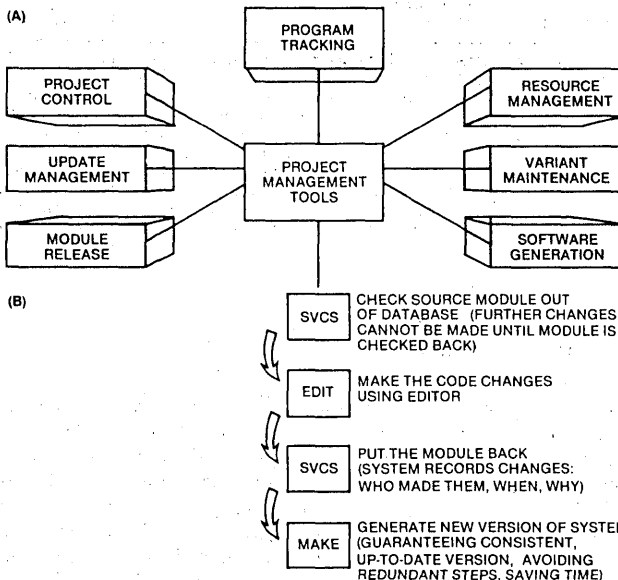 (A)
PROGRAM
TRACKING
PROJECT
CONTROL
RESOURCE
MANAGEMENT
UPDATE
MANAGEMENT
PROJECT
MANAGEMENT
TOOLS
VARIANT
MAINTENANCE
MODULE
RELEASE
SOFTWARE
GENERATION
(B)
SVCS
CHECK SOURCE MODULE OUT
OF DATABASE (FURTHER CHANGES
CANNOT BE MADE UNTIL MODULE IS
CHECKED BACK)
EDIT
MAKE THE CODE CHANGES
USING EDITOR
SVCS
PUT THE MODULE BACK
(SYSTEM RECORDS CHANGES:
WHO MADE THEM, WHEN, WHY)
MAKE
GENERATE NEW VERSION OF SYSTEM
(GUARANTEEING CONSISTENT,
UP-TO-DATE VERSION, AVOIDING
REDUNDANT STEPS, SAVING TIME)